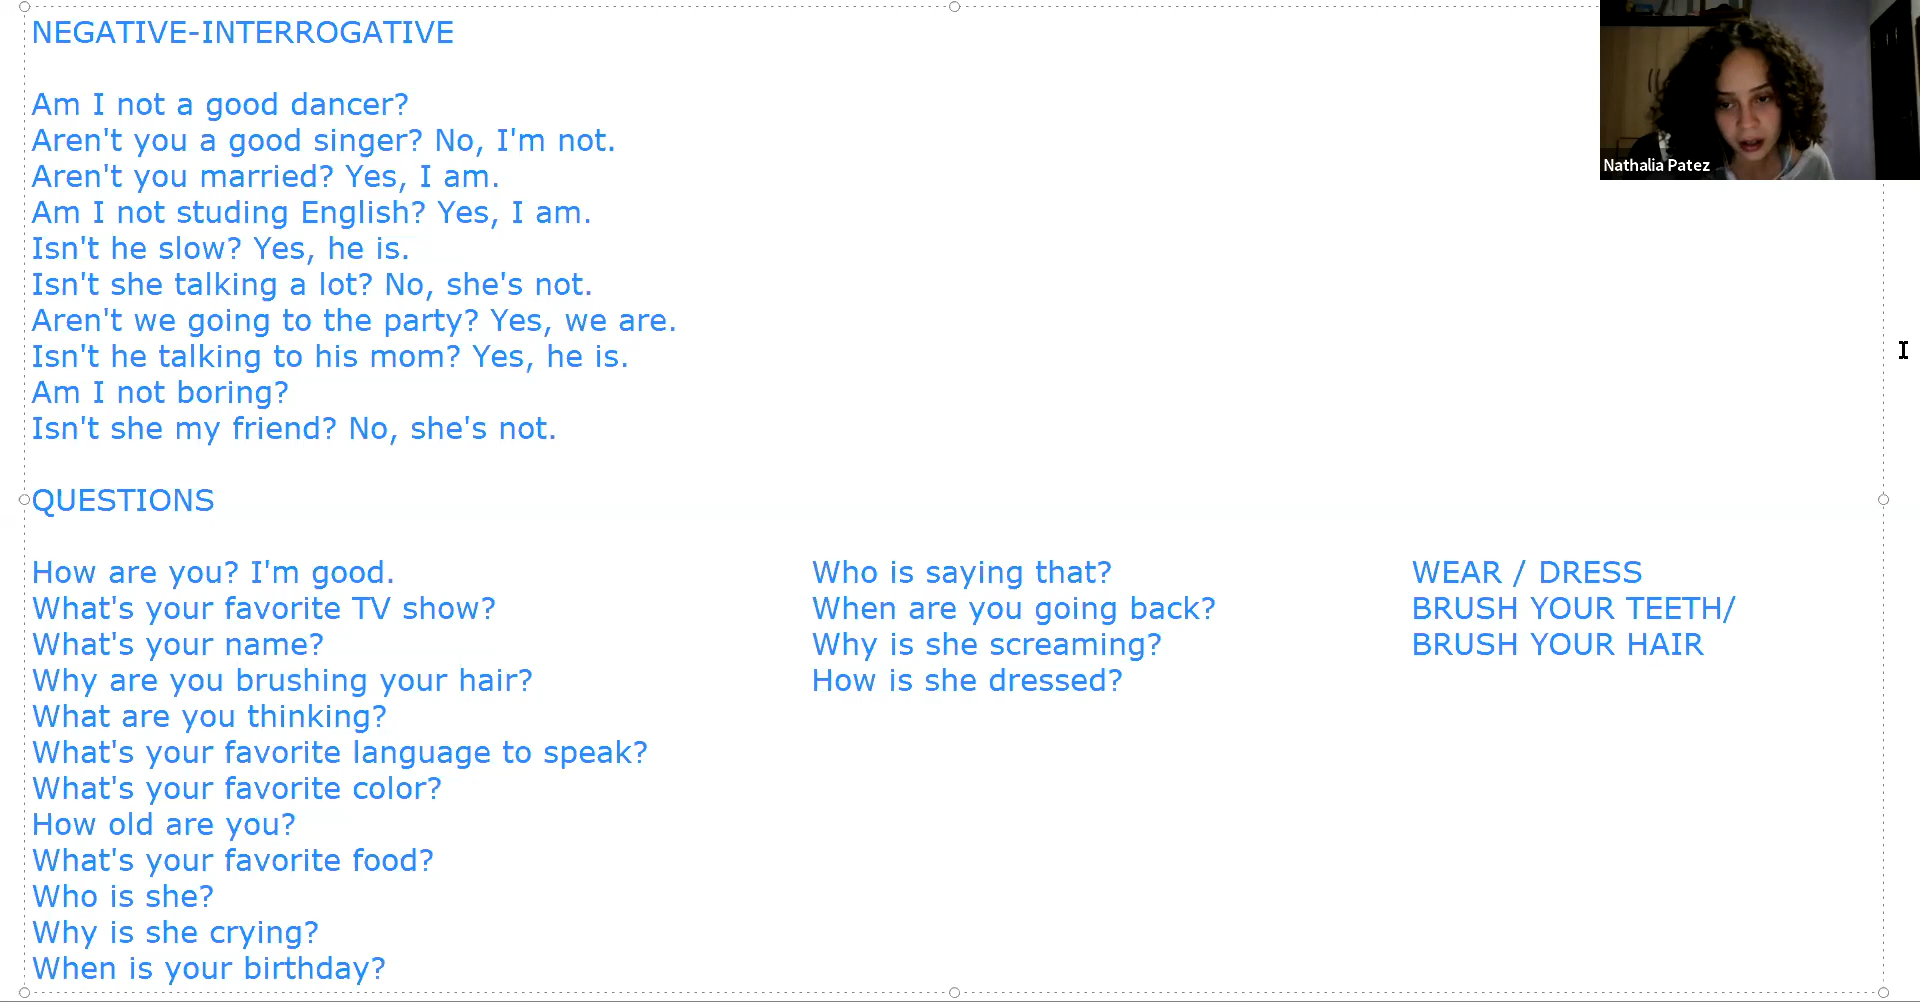 NEGATIVE-INTERROGATIVE
Am I not a good dancer?
Aren't you a good singer? No, I'm not.
Aren't you married? Yes, I am.
Am I not studing English? Yes, I am.
Isn't he slow? Yes, he is.
Isn't she talking a lot? No, she's not.
Aren't we going to the party? Yes, we are.
Isn't he talking to his mom? Yes, he is.
Am I not boring?
Isn't she my friend? No, she's not.
QUESTIONS
How are you? I'm good.
What's your favorite TV show?
What's your name?
Why are you brushing your hair?
What are you thinking?
What's your favorite language to speak?
What's your favorite color?
How old are you?
What's your favorite food?
Who is she?
Why is she crying?
When is your birthday?
Who is saying that?
When are you going back?
Why is she screaming?
How is she dressed?
WEAR / DRESS
BRUSH YOUR TEETH/
BRUSH YOUR HAIR
Nathalia Patez